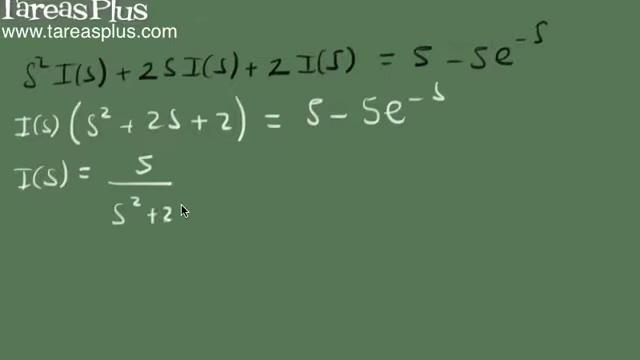 TareasPlus
www.tareasplus.com
s² I(s) + 2s I(s) + 2 I(s) = 5 - 5e⁻ˢ
I(s) (s² + 2s + 2) = 5 - 5e⁻ˢ
I(s) = 5
s² + 2